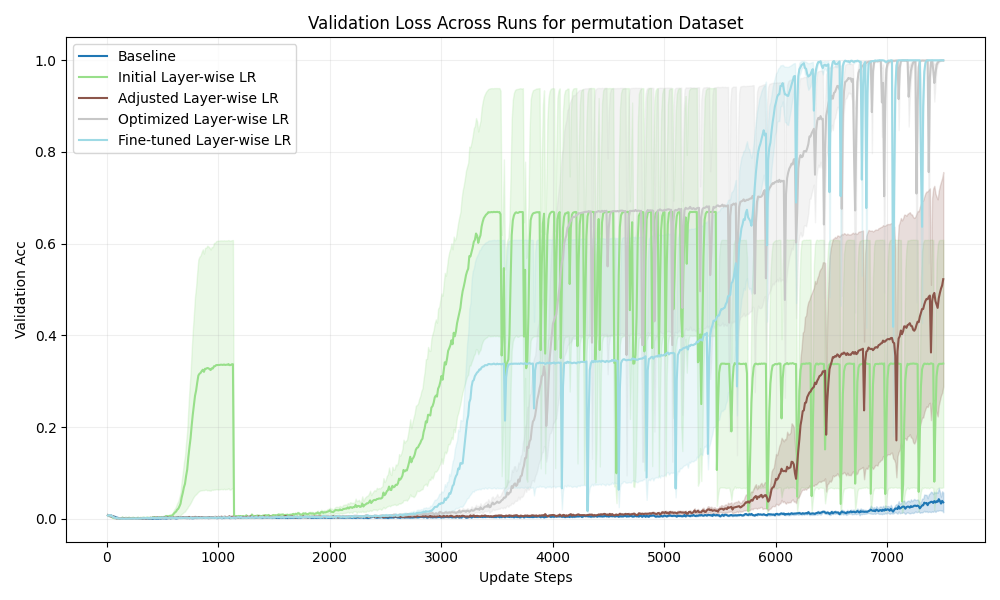 Validation Loss Across Runs for permutation Dataset
Baseline
Initial Layer-wise LR
Adjusted Layer-wise LR
Optimized Layer-wise LR
Fine-tuned Layer-wise LR
Validation Acc
1.0
0.8
0.6
0.4
0.2
0.0
0 1000 2000 3000 4000 5000 6000 7000
Update Steps